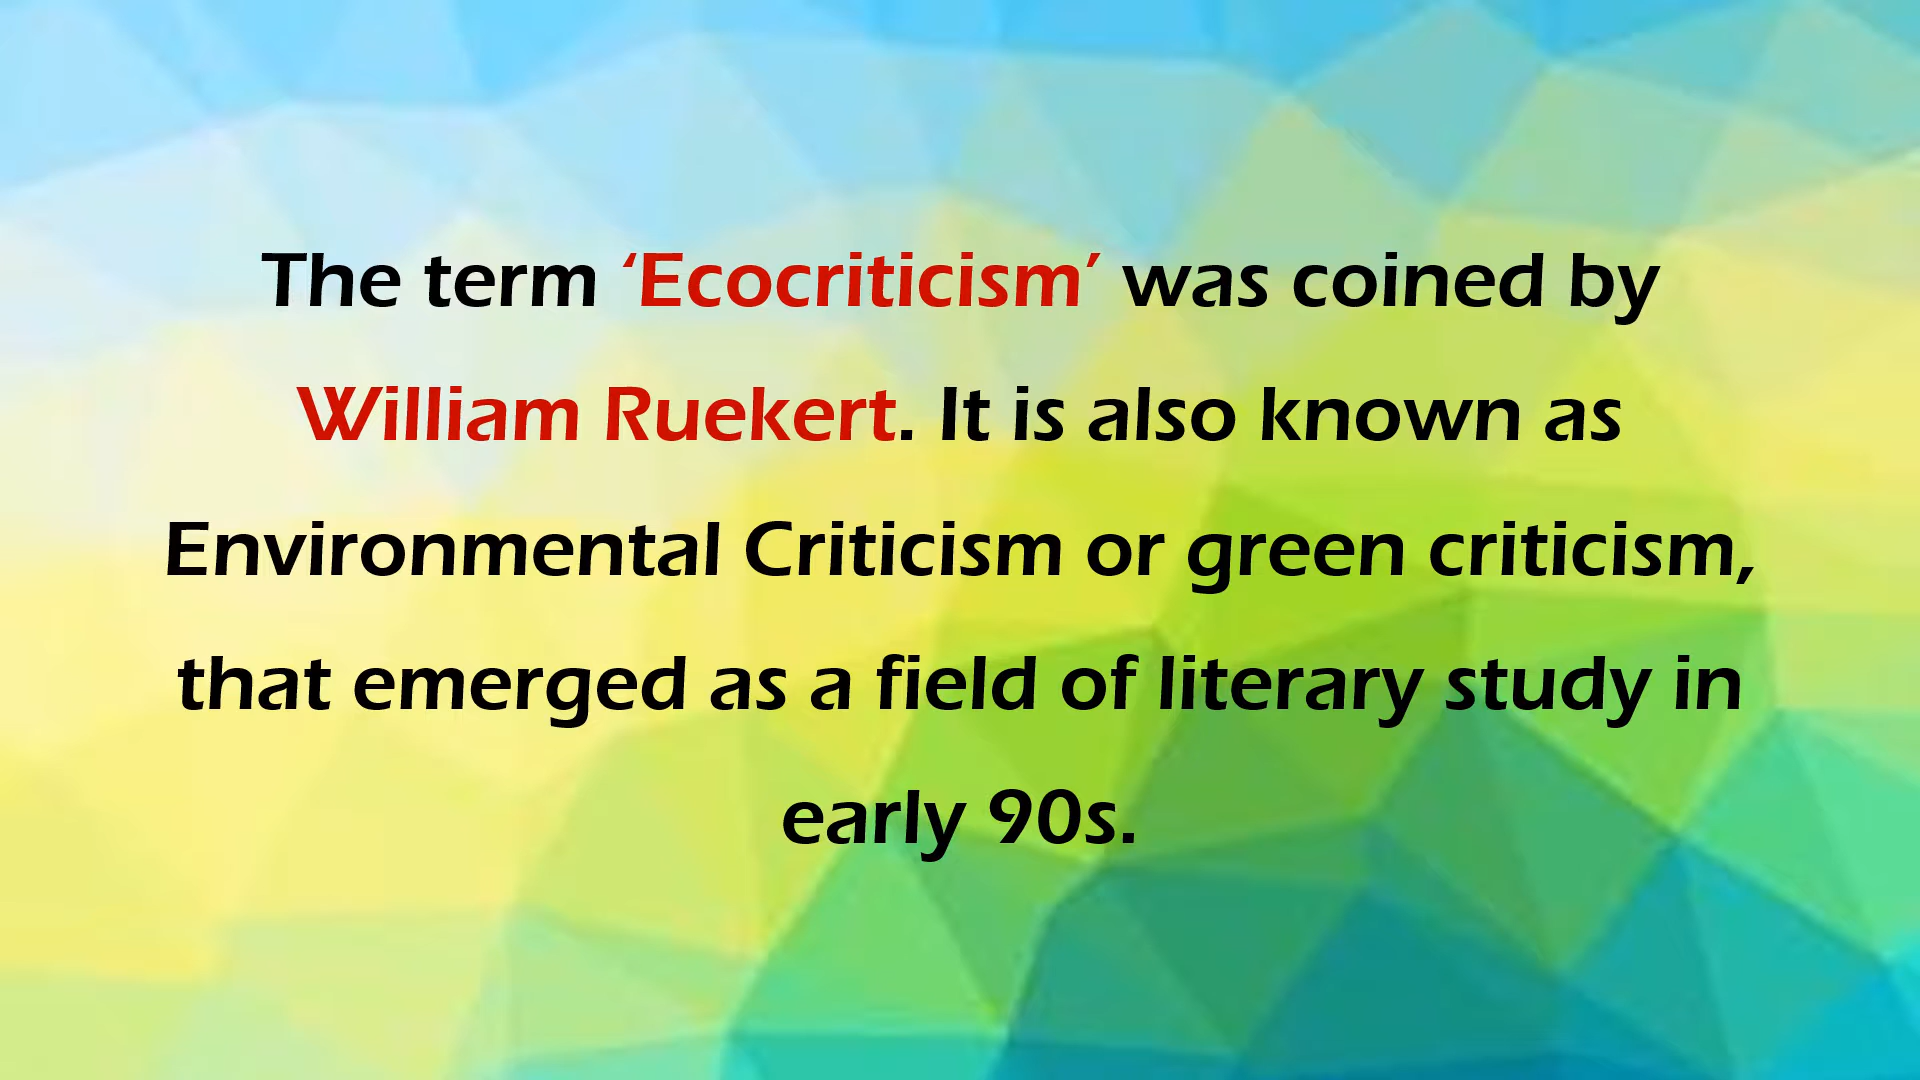 The term ‘Ecocriticism’ was coined by
William Ruekert. It is also known as
Environmental Criticism or green criticism,
that emerged as a field of literary study in
early 90s.